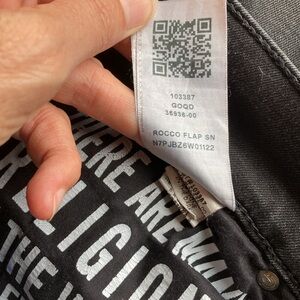 103387
GOQD
36938-00
ROCCO FLAP SN
N7PJBZ6W01122
HERE ARE MAN
RELIGION
THE